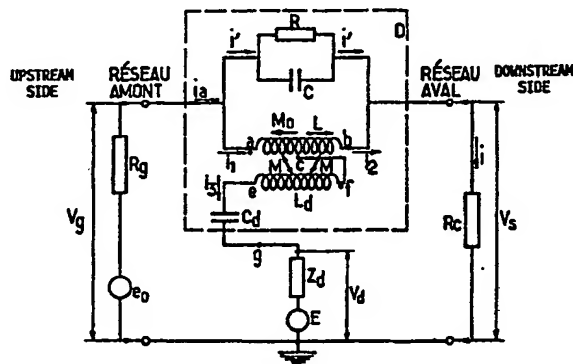 R
i' i' D
C
UPSTREAM SIDE
RÉSEAU AMONT
ia
RÉSEAU AVAL
DOWNSTREAM SIDE
Mo L
a b
i1 M c M i2
i3 e Ld f
i
Rg
Cd
Vg
g
Rc
Vs
Zd
Vd
eo
E